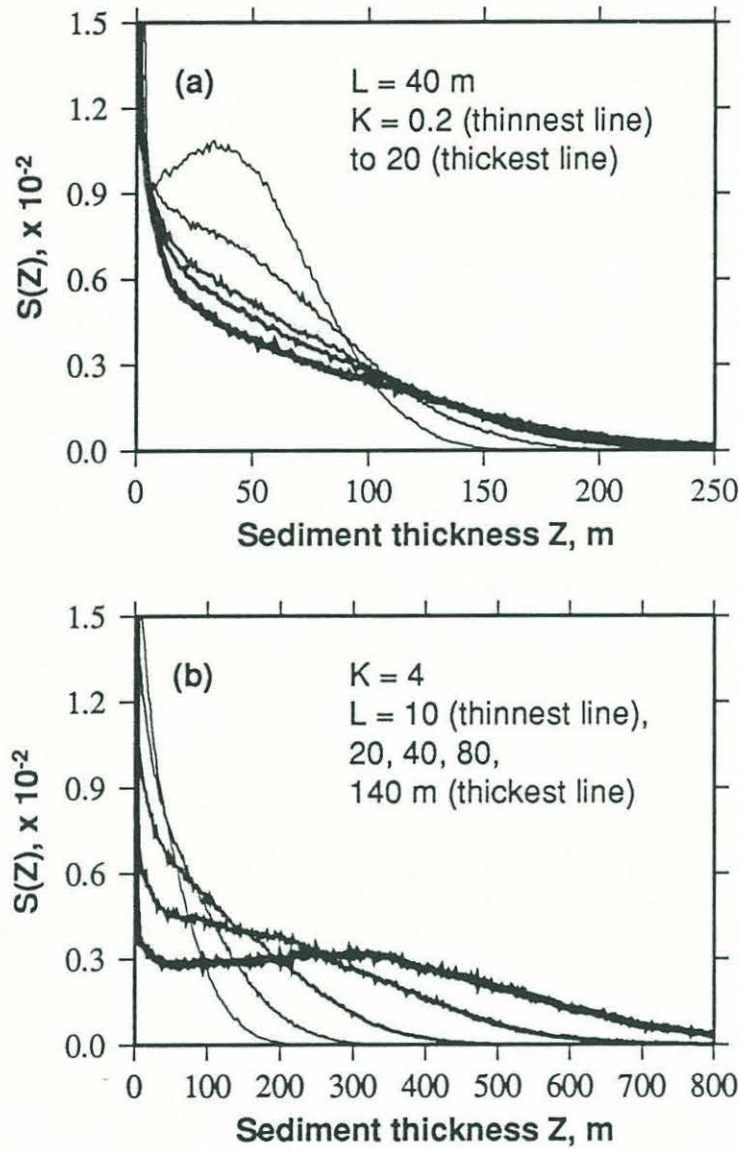 1.5
1.2
0.9
0.6
0.3
0.0
S(Z), x 10⁻²
(a)
L = 40 m
K = 0.2 (thinnest line)
to 20 (thickest line)
0 50 100 150 200 250
Sediment thickness Z, m
1.5
1.2
0.9
0.6
0.3
0.0
S(Z), x 10⁻²
(b)
K = 4
L = 10 (thinnest line),
20, 40, 80,
140 m (thickest line)
0 100 200 300 400 500 600 700 800
Sediment thickness Z, m